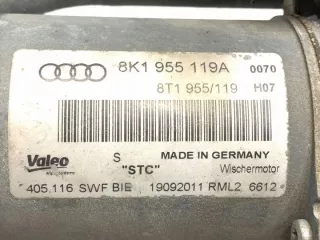 8K1 955 119A 0070
8T1 955/119 H07
Valeo S MADE IN GERMANY
"STC" Wischermotor
405.116 SWF BIE 19092011 RML2 6612